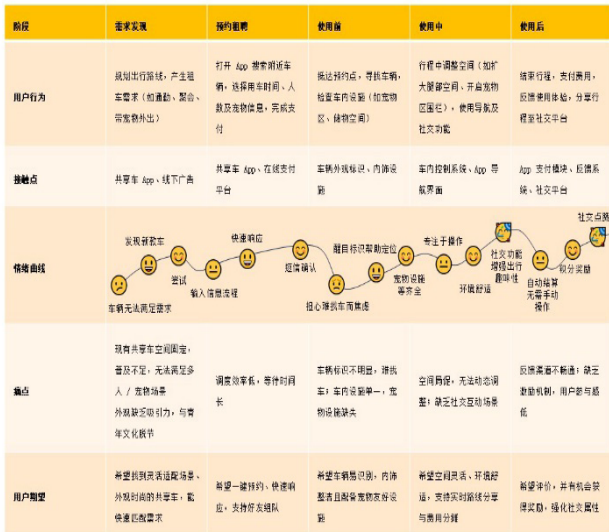 阶段
需求发现
预约租聘
使用前
使用中
使用后
用户行为
规划出行路线，产生租
车需求（如通勤、聚会、
带宠物外出）
打开 App 搜索附近车
辆，选择用车时间、人
数及宠物信息，完成支
付
抵达预约点，寻找车辆，
检查车内设施（如宠物
区、储物空间）
行程中调整空间（如扩
大腿部空间、开启宠物
区围栏），使用导航及
社交功能
结束行程，支付费用，
反馈使用体验，分享行
程至社交平台
接触点
共享车 App、线下广告
共享车 App、在线支付
平台
车辆外观标识、内饰设
施
车内控制系统、App 导
航界面
App 支付模块、反馈系
统、社交平台
情绪曲线
车辆无法满足需求
发现新款车
尝试
输入信息流程
快速响应
短信确认
担心难找车而焦虑
醒目标识帮助定位
宠物设施
等齐全
专注于操作
环境舒适
社交功能
增强出行
趣味性
自动结算
无需手动
操作
积分奖励
社交点赞
痛点
现有共享车空间固定，
普及不足，无法满足多
人 / 宠物场景
外观缺乏吸引力，与青
年文化脱节
调度效率低，等待时间
长
车辆标识不明显，难找
车；车内设施单一，宠
物设施缺失
空间局促，无法动态调
整；缺乏社交互动场景
反馈渠道不畅通；缺乏
激励机制，用户参与感
低
用户期望
希望找到灵活适配场景、
外观时尚的共享车，能
快速匹配需求
希望一键预约、快速响
应，支持好友组队
希望车辆易识别，内饰
整洁且配备宠物友好设
施
希望空间灵活、环境舒
适，支持实时路线分享
与费用分摊
希望评价，并有机会获
得奖励，强化社交属性